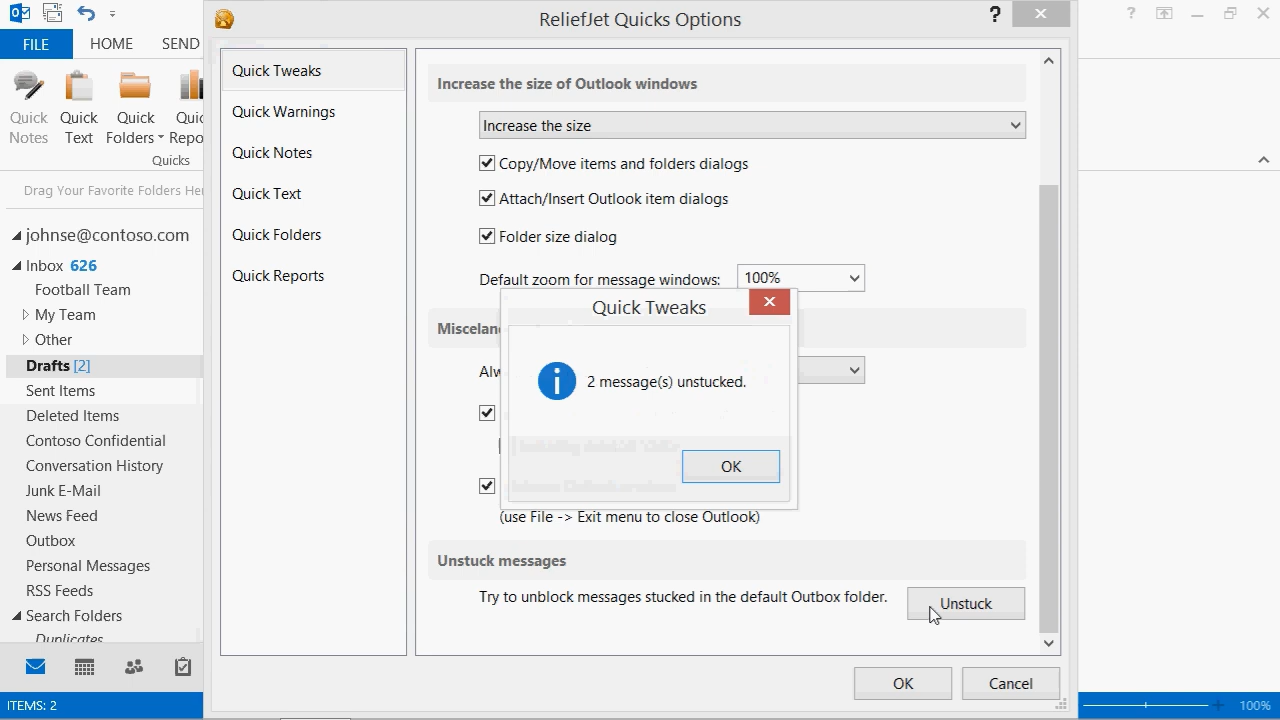 ReliefJet Quicks Options
?
?
FILE
HOME
SEND
Quick Notes
Quick Text
Quick Folders
Quicks
Drag Your Favorite Folders
johnse@contoso.com
Inbox 626
Football Team
My Team
Other
Drafts [2]
Sent Items
Deleted Items
Contoso Confidential
Conversation History
Junk E-Mail
News Feed
Outbox
Personal Messages
RSS Feeds
Search Folders
Duplicates
ITEMS: 2
Quick Tweaks
Quick Warnings
Quick Notes
Quick Text
Quick Folders
Quick Reports
Increase the size of Outlook windows
Increase the size
Copy/Move items and folders dialogs
Attach/Insert Outlook item dialogs
Folder size dialog
Default zoom for message windows:
100%
Quick Tweaks
2 message(s) unstucked.
OK
(use File -> Exit menu to close Outlook)
Unstuck messages
Try to unblock messages stucked in the default Outbox folder.
Unstuck
OK
Cancel
100%